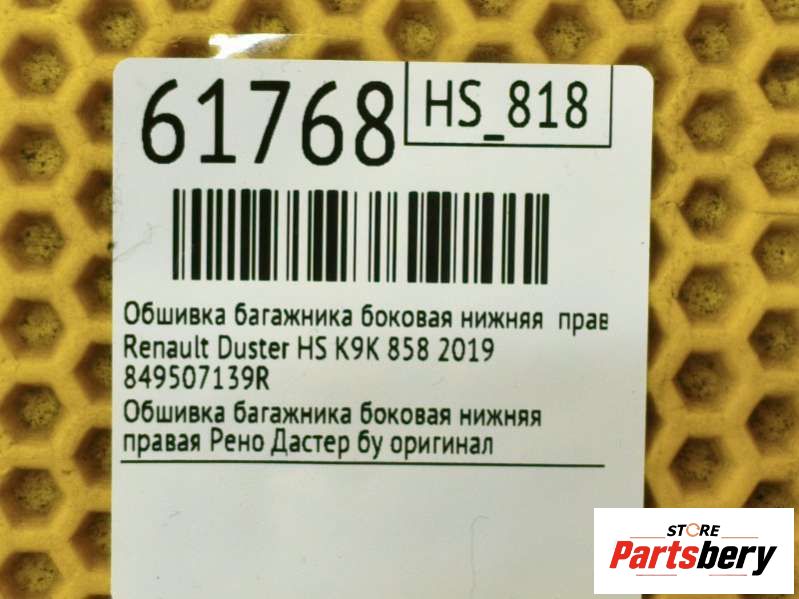 61768
HS_818
Обшивка багажника боковая нижняя прав
Renault Duster HS K9K 858 2019
849507139R
Обшивка багажника боковая нижняя
правая Рено Дастер бу оригинал
STORE
Partsbery